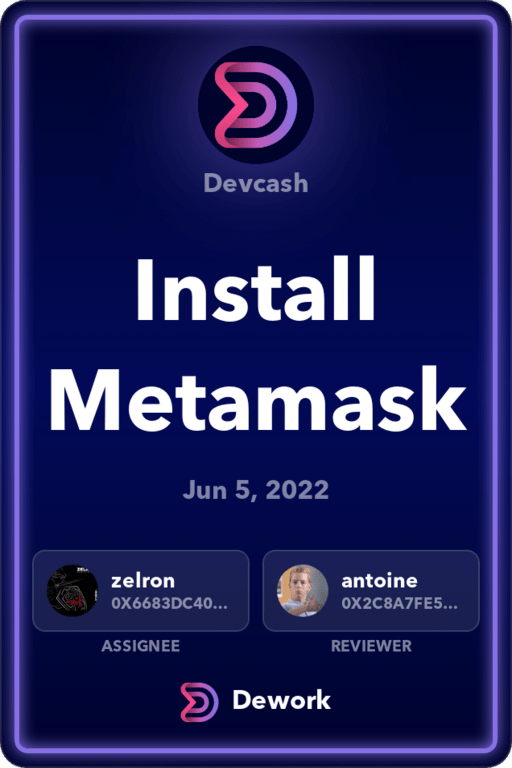 Devcash
Install
Metamask
Jun 5, 2022
zelron
0X6683DC40...
antoine
0X2C8A7FE5...
ASSIGNEE
REVIEWER
Dework